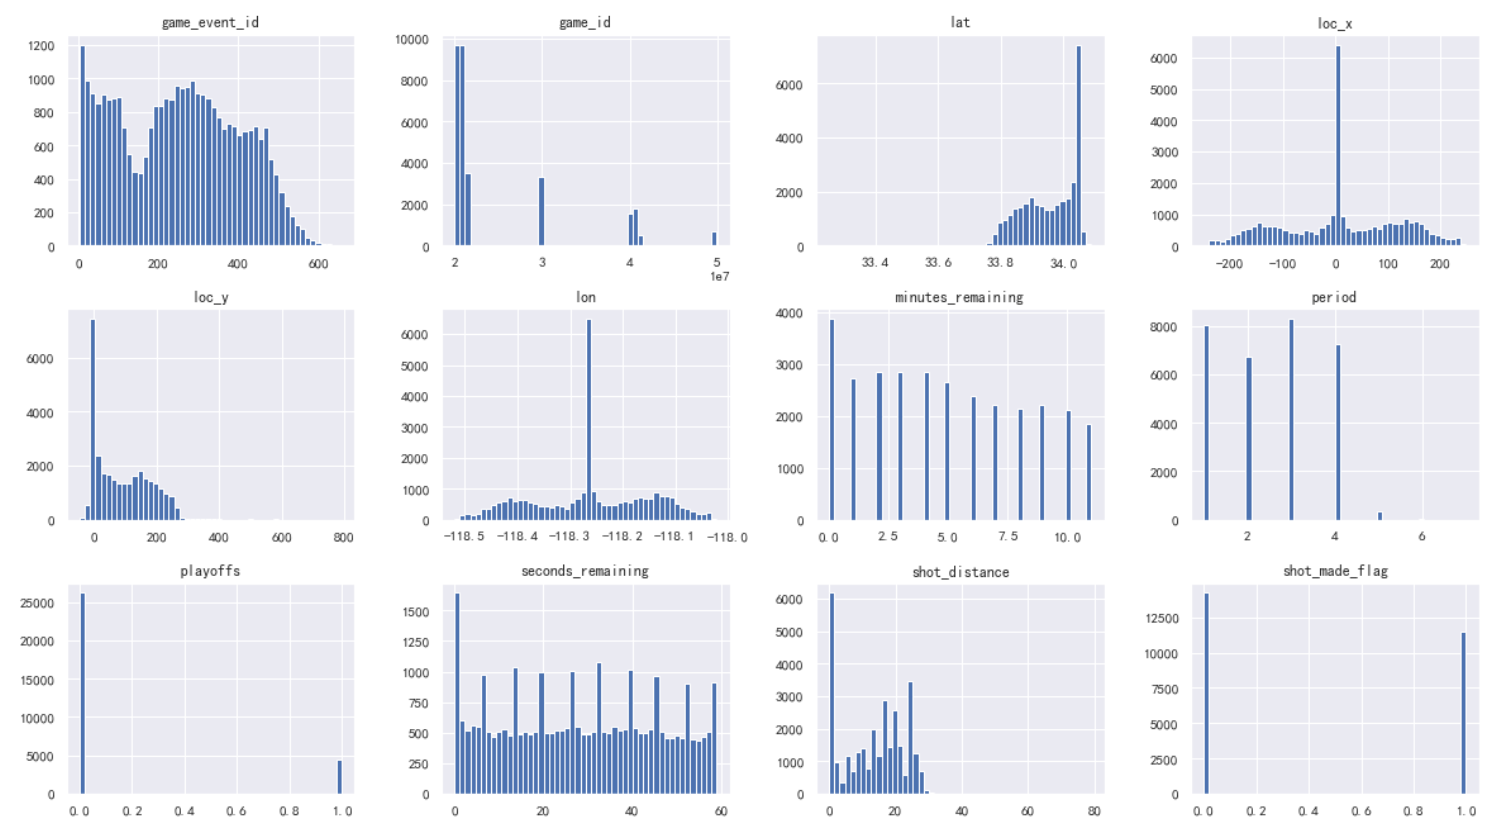 game_event_id
1200
1000
800
600
400
200
0
0 200 400 600
game_id
10000
8000
6000
4000
2000
0
2 3 4 5
1e7
lat
6000
4000
2000
0
33.4 33.6 33.8 34.0
loc_x
6000
5000
4000
3000
2000
1000
0
−200 −100 0 100 200
loc_y
6000
4000
2000
0
0 200 400 600 800
lon
6000
5000
4000
3000
2000
1000
0
−118.5 −118.4 −118.3 −118.2 −118.1 −118.0
minutes_remaining
4000
3000
2000
1000
0
0.0 2.5 5.0 7.5 10.0
period
8000
6000
4000
2000
0
2 4 6
playoffs
25000
20000
15000
10000
5000
0
0.0 0.2 0.4 0.6 0.8 1.0
seconds_remaining
1500
1250
1000
750
500
250
0
0 20 40 60
shot_distance
6000
5000
4000
3000
2000
1000
0
0 20 40 60 80
shot_made_flag
12500
10000
7500
5000
2500
0
0.0 0.2 0.4 0.6 0.8 1.0